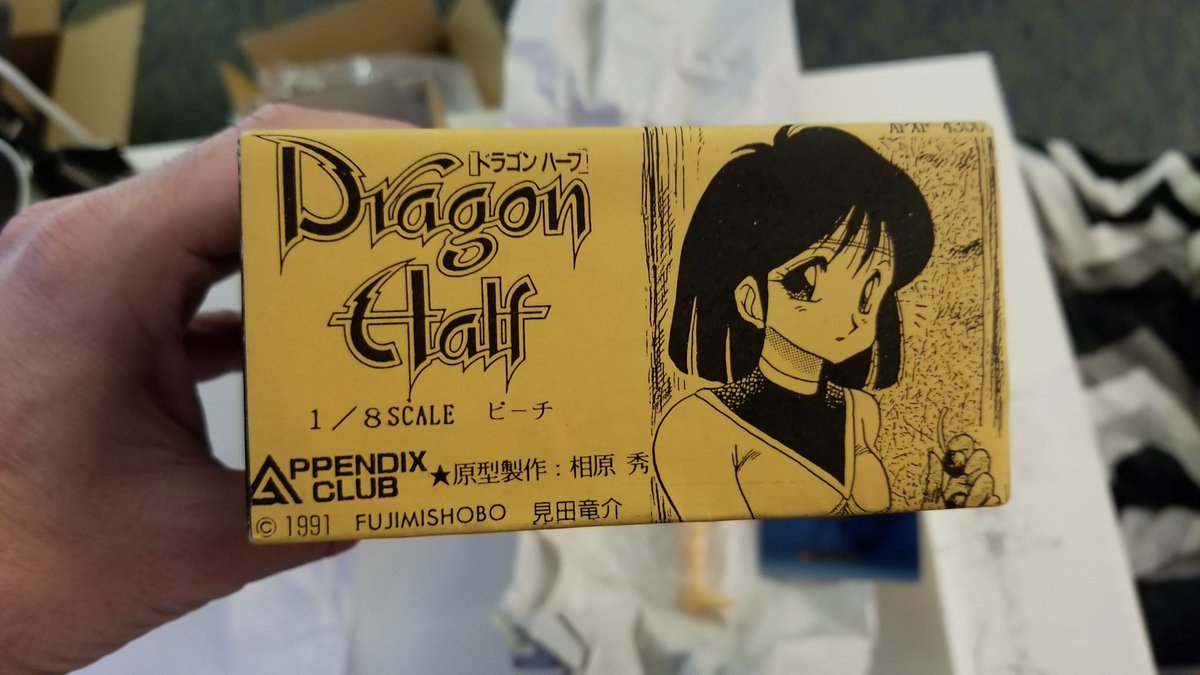 Dragon
[ドラゴン ハーフ]
Half
1/8 SCALE ピーチ
APPENDIX
CLUB
★原型製作:相原 秀
© 1991 FUJIMISHOBO 見田竜介